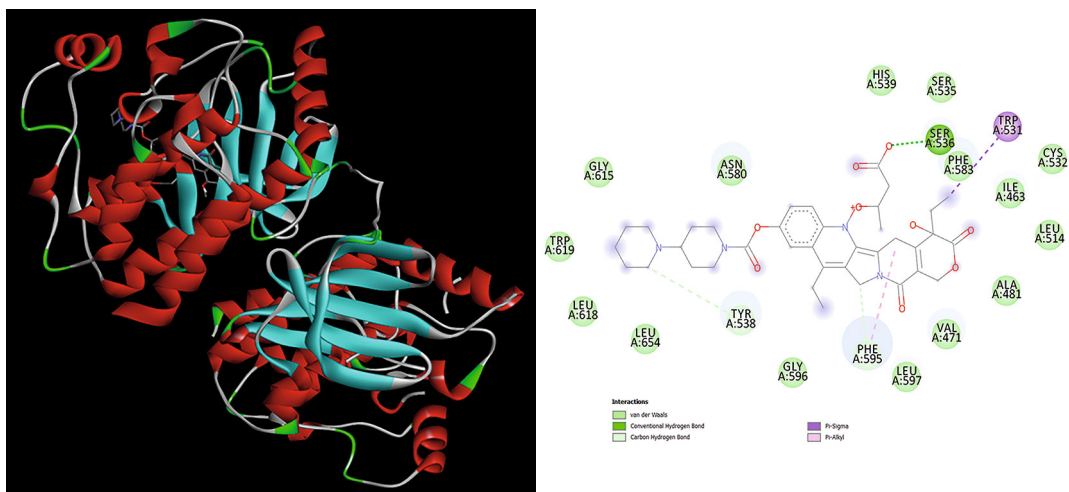 HIS
A:539
SER
A:535
TRP
A:531
SER
A:536
PHE
A:583
CYS
A:532
GLY
A:615
ASN
A:580
ILE
A:463
LEU
A:514
TRP
A:619
ALA
A:481
LEU
A:618
TYR
A:538
LEU
A:654
VAL
A:471
PHE
A:595
GLY
A:596
LEU
A:597
O
O
O+
O
O
N
N
N
O
O
O
O
N
O
Interactions
van der Waals
Conventional Hydrogen Bond
Carbon Hydrogen Bond
Pi-Sigma
Pi-Alkyl